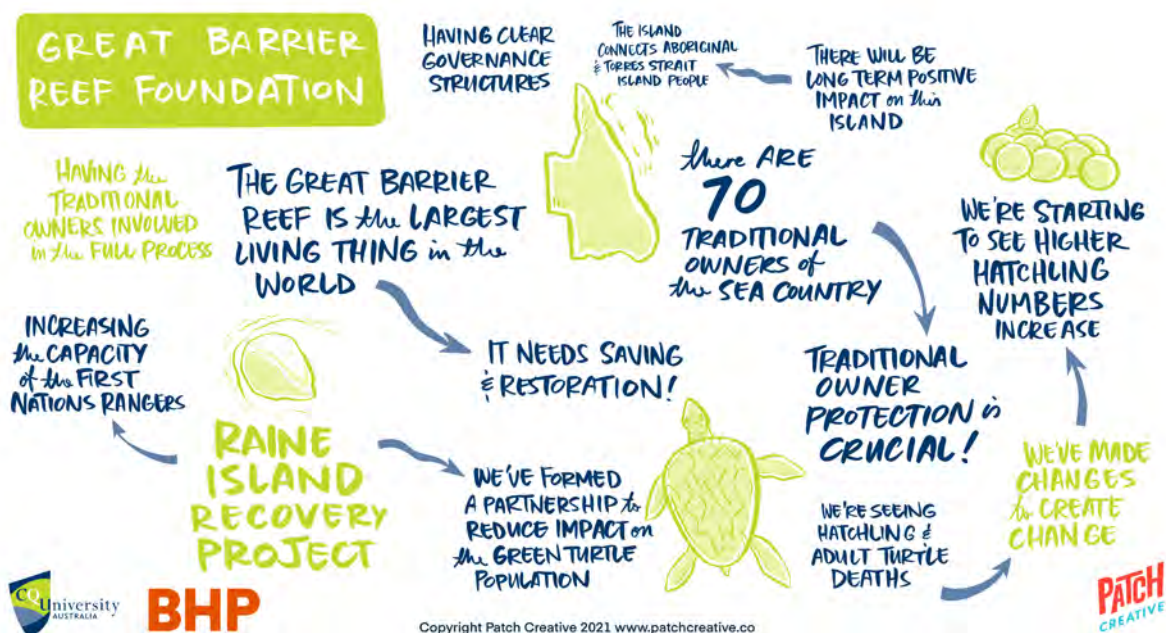 GREAT BARRIER
REEF FOUNDATION
HAVING CLEAR
GOVERNANCE
STRUCTURES
THE ISLAND
CONNECTS ABORIGINAL
& TORRES STRAIT
ISLAND PEOPLE
THERE WILL BE
LONG TERM POSITIVE
IMPACT on this
ISLAND
HAVING the
TRADITIONAL
OWNERS INVOLVED
in the FULL PROCESS
THE GREAT BARRIER
REEF IS the LARGEST
LIVING THING in the
WORLD
there ARE
70
TRADITIONAL
OWNERS of
the SEA COUNTRY
WE'RE STARTING
TO SEE HIGHER
HATCHLING
NUMBERS
INCREASE
INCREASING
the CAPACITY
of the FIRST
NATIONS RANGERS
IT NEEDS SAVING
& RESTORATION!
TRADITIONAL
OWNER
PROTECTION is
CRUCIAL!
RAINE
ISLAND
RECOVERY
PROJECT
WE'VE FORMED
A PARTNERSHIP to
REDUCE IMPACT on
the GREEN TURTLE
POPULATION
WE'RE SEEING
HATCHLING &
ADULT TURTLE
DEATHS
WE'VE MADE
CHANGES
to CREATE
CHANGE
CQUniversity
AUSTRALIA
BHP
Copyright Patch Creative 2021 www.patchcreative.co
PATCH
CREATIVE